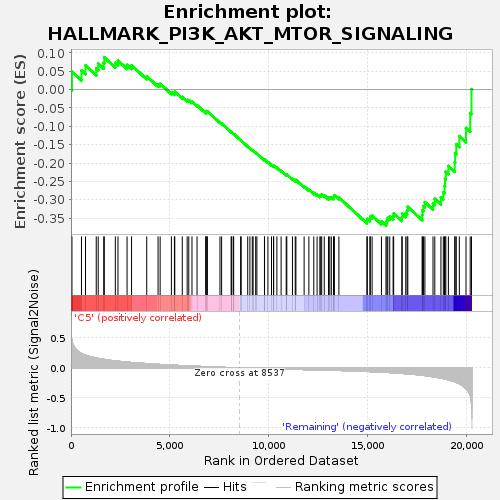 Enrichment plot:
HALLMARK_PI3K_AKT_MTOR_SIGNALING
Enrichment score (ES)
0.10
0.05
0.00
-0.05
-0.10
-0.15
-0.20
-0.25
-0.30
-0.35
'C5' (positively correlated)
Ranked list metric (Signal2Noise)
0.5
0.0
-0.5
-1.0
Zero cross at 8537
'Remaining' (negatively correlated)
0
5,000
10,000
15,000
20,000
Rank in Ordered Dataset
Enrichment profile
Hits
Ranking metric scores